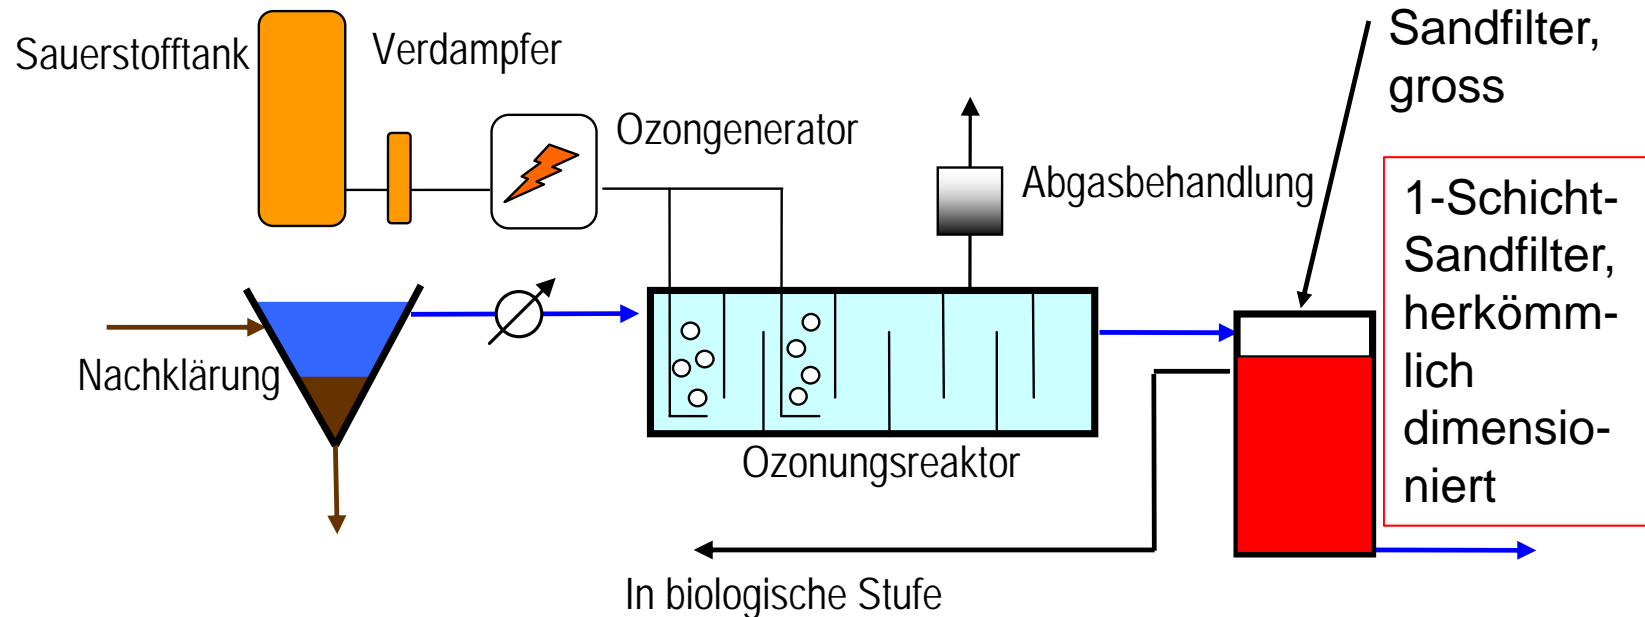 Sauerstofftank
Verdampfer
Ozongenerator
Abgasbehandlung
Sandfilter,
gross
1-Schicht-
Sandfilter,
herkömm-
lich
dimensio-
niert
Nachklärung
Ozonungsreaktor
In biologische Stufe